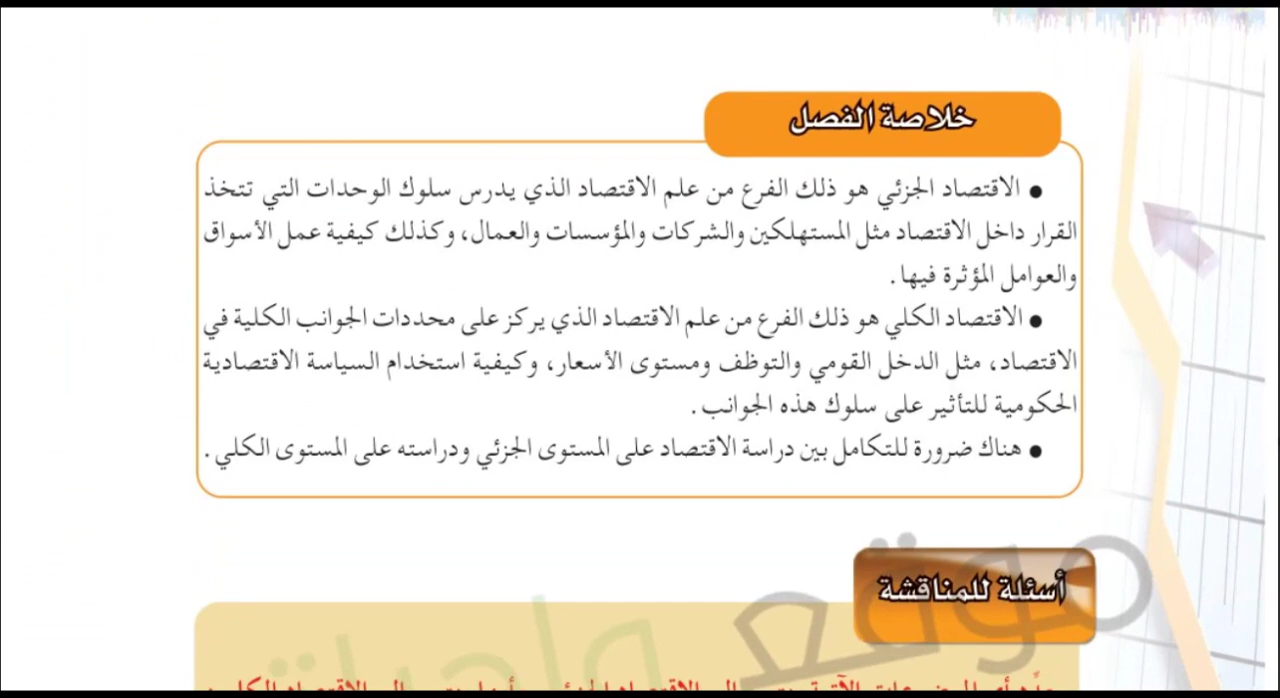 خلاصة الفصل
● الاقتصاد الجزئي هو ذلك الفرع من علم الاقتصاد الذي يدرس سلوك الوحدات التي تتخذ
القرار داخل الاقتصاد مثل المستهلكين والشركات والمؤسسات والعمال، وكذلك كيفية عمل الأسواق
والعوامل المؤثرة فيها.
● الاقتصاد الكلي هو ذلك الفرع من علم الاقتصاد الذي يركز على محددات الجوانب الكلية في
الاقتصاد، مثل الدخل القومي والتوظف ومستوى الأسعار، وكيفية استخدام السياسة الاقتصادية
الحكومية للتأثير على سلوك هذه الجوانب.
● هناك ضرورة للتكامل بين دراسة الاقتصاد على المستوى الجزئي ودراسته على المستوى الكلي.
أسئلة للمناقشة
موقع واجباتي